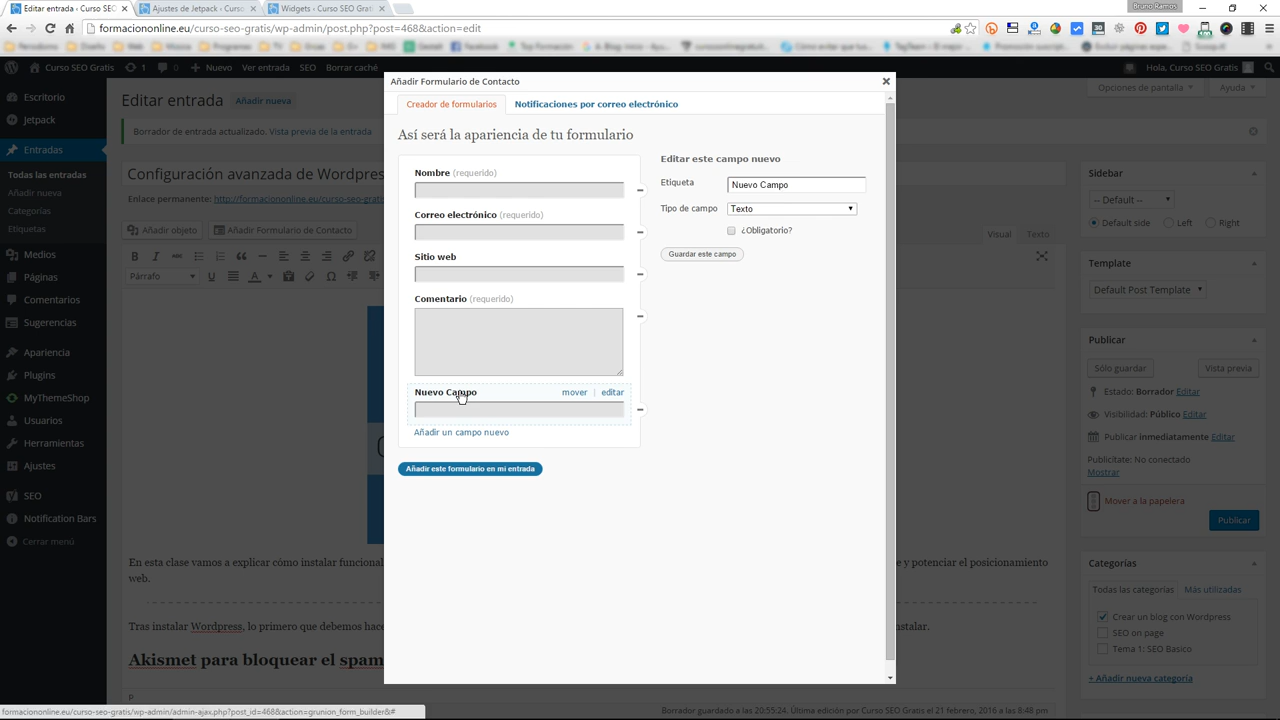 Bruno Ramos
Editar entrada ‹ Curso SE
Ajustes de Jetpack ‹ Curso
Widgets ‹ Curso SEO Grati
formaciononline.eu/curso-seo-gratis/wp-admin/post.php?post=468&action=edit
Curso SEO Gratis
1
0
Nuevo
Ver entrada
SEO
Borrar caché
Hola, Curso SEO Gratis
Escritorio
Jetpack
Entradas
Todas las entradas
Añadir nueva
Categorías
Etiquetas
Medios
Páginas
Comentarios
Sugerencias
Apariencia
Plugins
MyThemeShop
Usuarios
Herramientas
Ajustes
SEO
Notification Bars
Cerrar menú
Opciones de pantalla
Ayuda
Editar entrada
Añadir nueva
Borrador de entrada actualizado. Vista previa de la entrada
Configuración avanzada de Wordpres
Enlace permanente: http://formaciononline.eu/curso-seo-gratis
Añadir objeto
Añadir Formulario de Contacto
Visual
Texto
Párrafo
En esta clase vamos a explicar cómo instalar funcional
e y potenciar el posicionamiento
web.
Tras instalar Wordpress, lo primero que debemos hace
nstalar.
Akismet para bloquear el spam
P
Borrador guardado a las 20:55:24. Última edición por Curso SEO Gratis el 21 febrero, 2016 a las 8:48 pm
Añadir Formulario de Contacto
Creador de formularios
Notificaciones por correo electrónico
Así será la apariencia de tu formulario
Nombre (requerido)
Correo electrónico (requerido)
Sitio web
Comentario (requerido)
Nuevo Campo
mover | editar
Añadir un campo nuevo
Añadir este formulario en mi entrada
Editar este campo nuevo
Etiqueta
Nuevo Campo
Tipo de campo
Texto
¿Obligatorio?
Guardar este campo
Sidebar
-- Default --
Default side
Left
Right
Template
Default Post Template
Publicar
Sólo guardar
Vista previa
Estado: Borrador Editar
Visibilidad: Público Editar
Publicar inmediatamente Editar
Publicítate: No conectado
Mostrar
Mover a la papelera
Publicar
Categorías
Todas las categorías
Más utilizadas
Crear un blog con Wordpress
SEO on page
Tema 1: SEO Basico
+ Añadir nueva categoría
formaciononline.eu/curso-seo-gratis/wp-admin/admin-ajax.php?post_id=468&action=grunion_form_builder&#